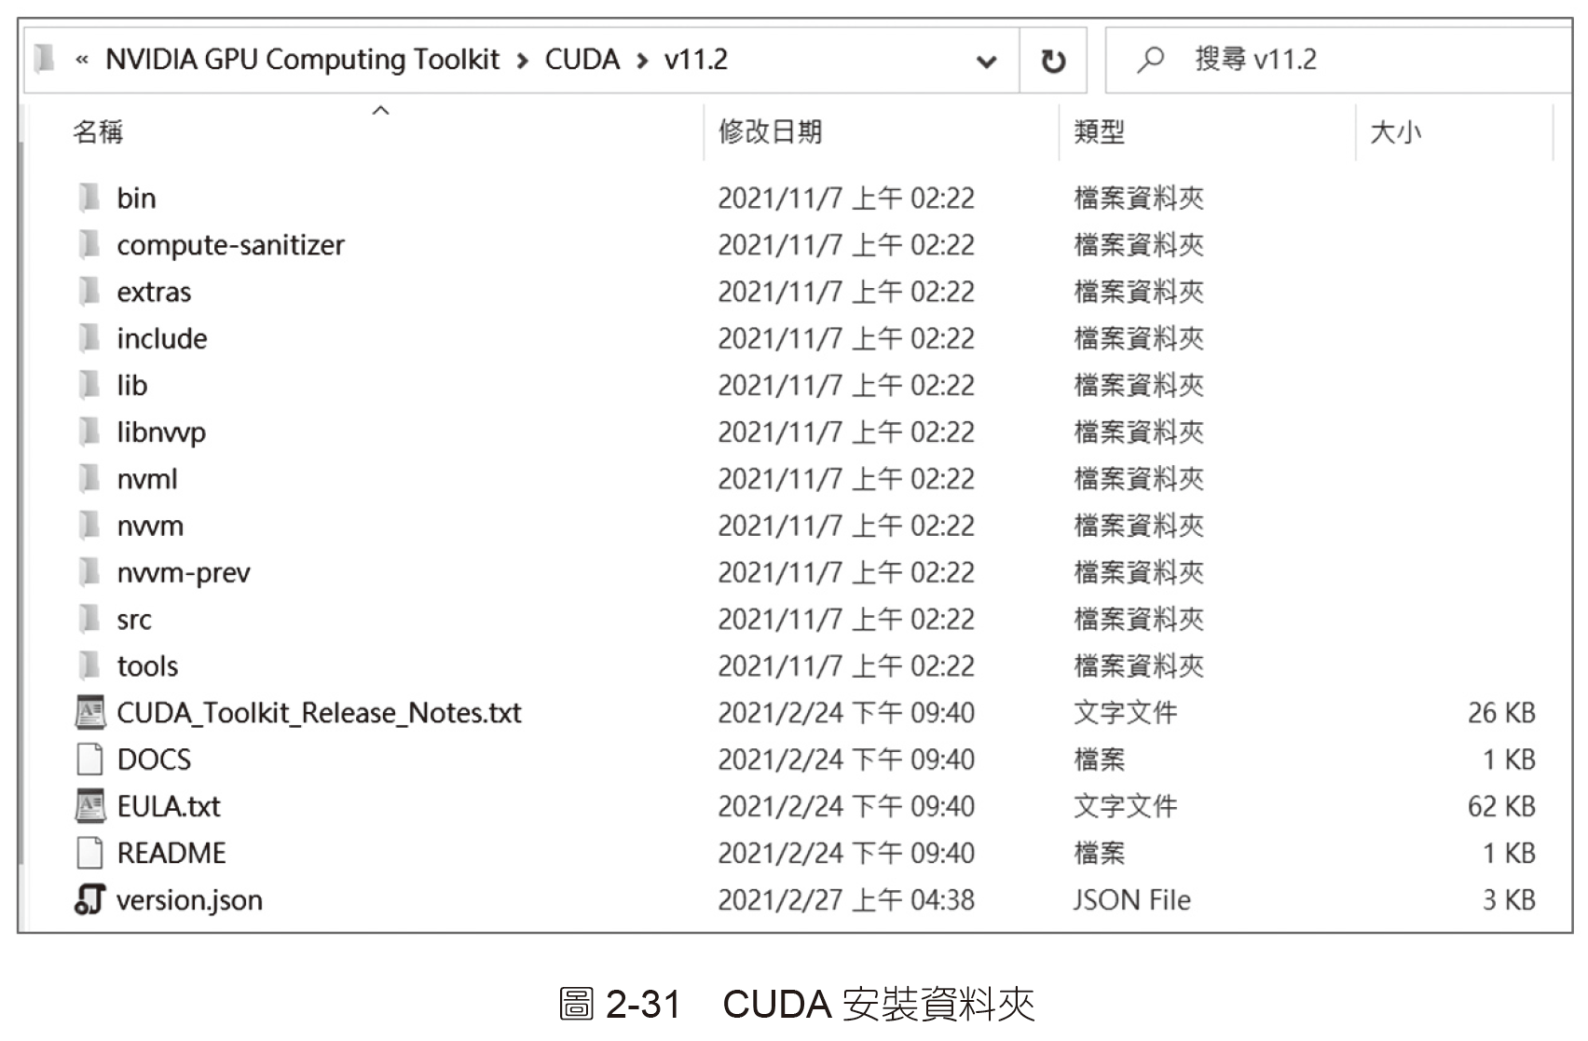 « NVIDIA GPU Computing Toolkit > CUDA > v11.2 搜尋 v11.2
名稱 修改日期 類型 大小
bin 2021/11/7 上午 02:22 檔案資料夾
compute-sanitizer 2021/11/7 上午 02:22 檔案資料夾
extras 2021/11/7 上午 02:22 檔案資料夾
include 2021/11/7 上午 02:22 檔案資料夾
lib 2021/11/7 上午 02:22 檔案資料夾
libnvvp 2021/11/7 上午 02:22 檔案資料夾
nvml 2021/11/7 上午 02:22 檔案資料夾
nvvm 2021/11/7 上午 02:22 檔案資料夾
nvvm-prev 2021/11/7 上午 02:22 檔案資料夾
src 2021/11/7 上午 02:22 檔案資料夾
tools 2021/11/7 上午 02:22 檔案資料夾
CUDA_Toolkit_Release_Notes.txt 2021/2/24 下午 09:40 文字文件 26 KB
DOCS 2021/2/24 下午 09:40 檔案 1 KB
EULA.txt 2021/2/24 下午 09:40 文字文件 62 KB
README 2021/2/24 下午 09:40 檔案 1 KB
version.json 2021/2/27 上午 04:38 JSON File 3 KB
圖 2-31 CUDA 安裝資料夾